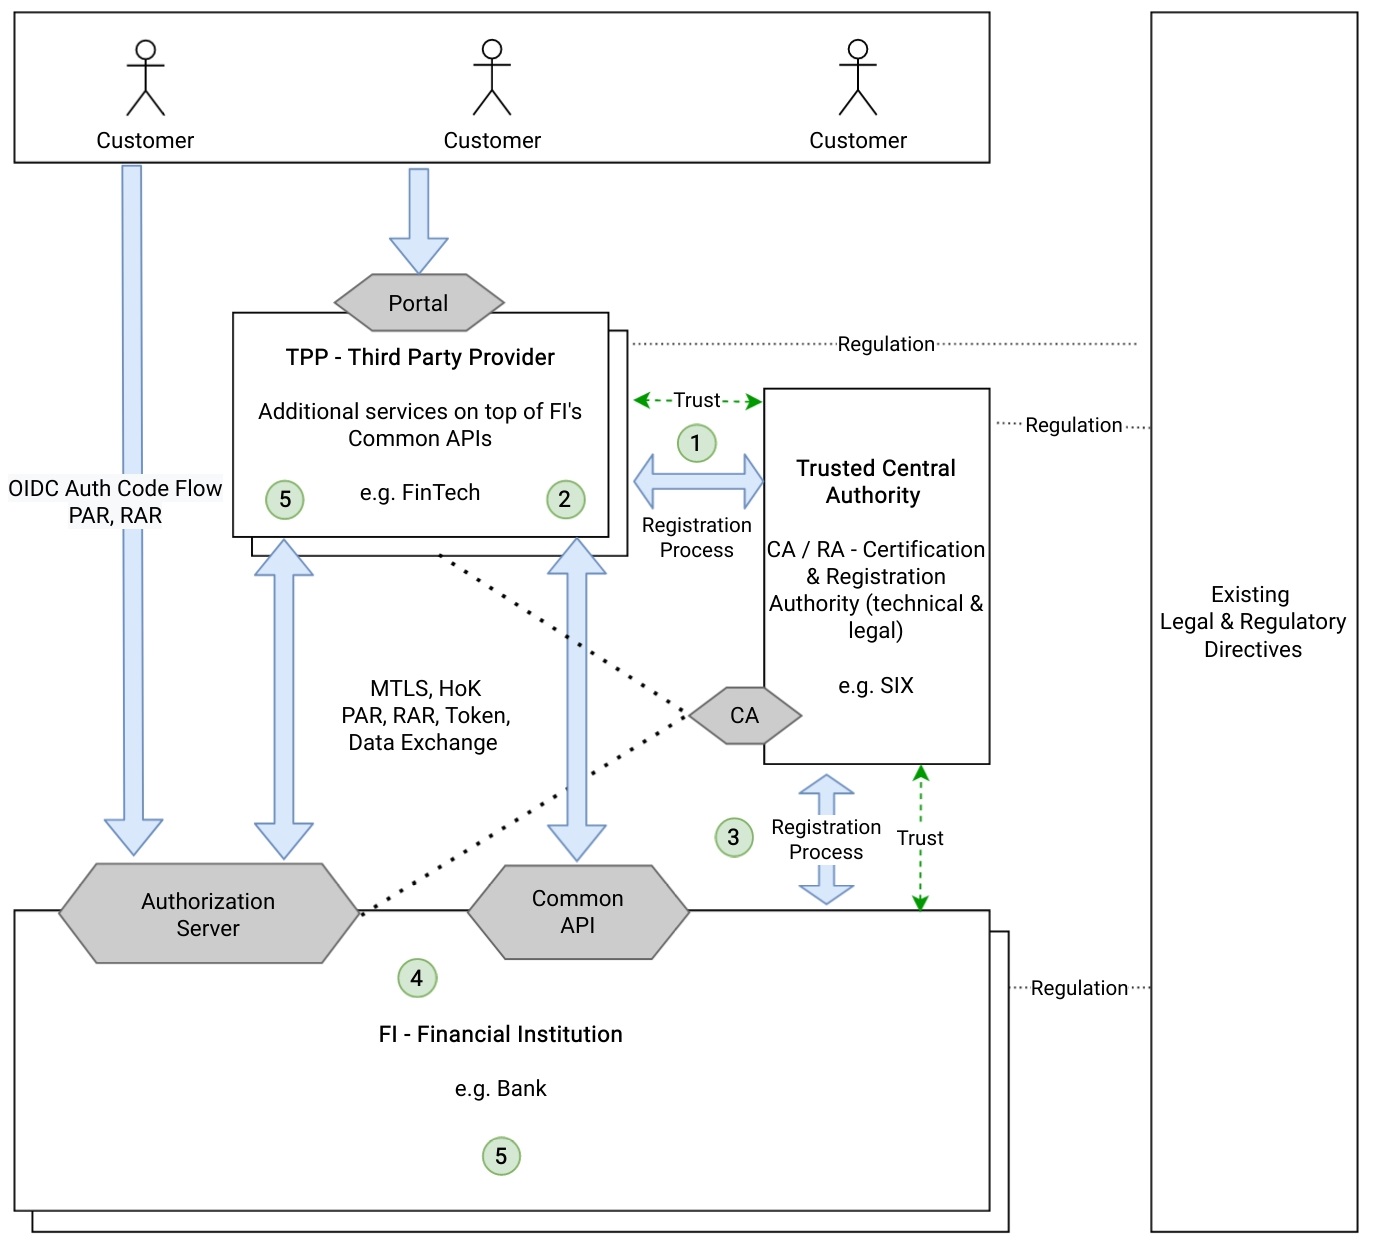 Customer
Customer
Customer
Portal
TPP - Third Party Provider
Additional services on top of FI's
Common APIs
e.g. FinTech
5
2
Regulation
Trust
1
Registration
Process
Regulation
Trusted Central
Authority
CA / RA - Certification
& Registration
Authority (technical &
legal)
e.g. SIX
CA
OIDC Auth Code Flow
PAR, RAR
MTLS, HoK
PAR, RAR, Token,
Data Exchange
Existing
Legal & Regulatory
Directives
3
Registration
Process
Trust
Authorization
Server
Common
API
4
FI - Financial Institution
e.g. Bank
5
Regulation